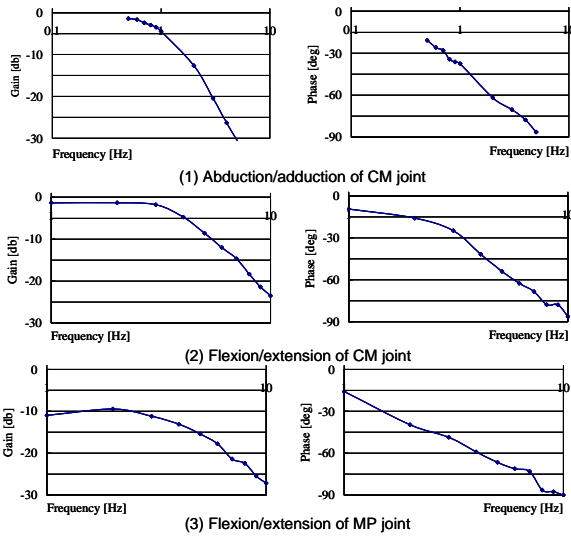 0
0.1 1 10
-10
-20
-30
Gain [db]
Frequency [Hz]
0
0.1 1 10
-30
-60
-90
Phase [deg]
Frequency [Hz]
(1) Abduction/adduction of CM joint
0
1 10
-10
-20
-30
Gain [db]
Frequency [Hz]
0
1 10
-30
-60
-90
Phase [deg]
Frequency [Hz]
(2) Flexion/extension of CM joint
0
1 10
-10
-20
-30
Gain [db]
Frequency [Hz]
0
1 10
-30
-60
-90
Phase [deg]
Frequency [Hz]
(3) Flexion/extension of MP joint